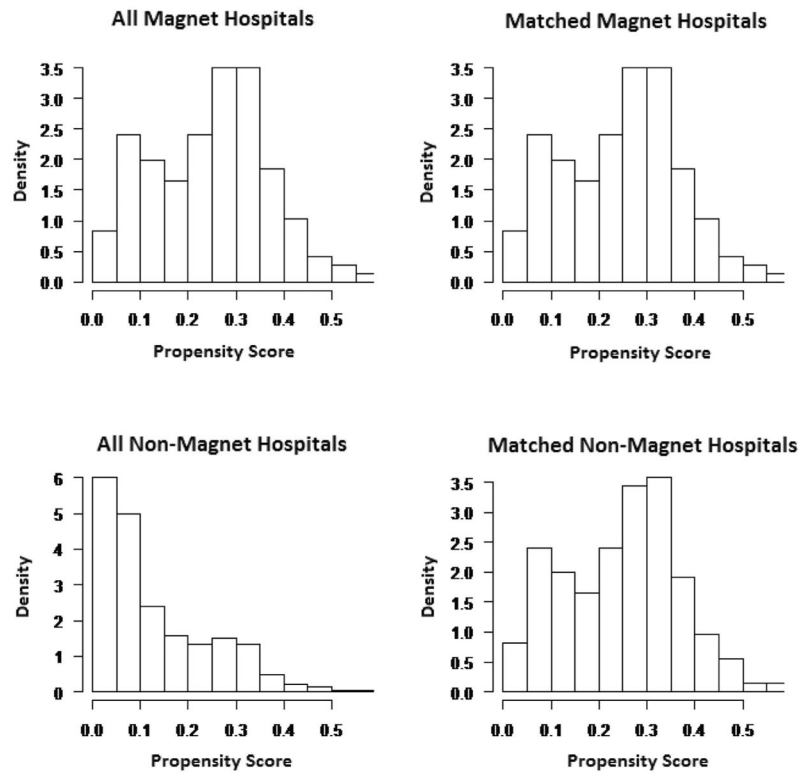 All Magnet Hospitals
Matched Magnet Hospitals
3.5
3.0
2.5
2.0
1.5
1.0
0.5
0.0
Density
0.0 0.1 0.2 0.3 0.4 0.5
Propensity Score
3.5
3.0
2.5
2.0
1.5
1.0
0.5
0.0
Density
0.0 0.1 0.2 0.3 0.4 0.5
Propensity Score
All Non-Magnet Hospitals
Matched Non-Magnet Hospitals
6
5
4
3
2
1
0
Density
0.0 0.1 0.2 0.3 0.4 0.5
Propensity Score
3.5
3.0
2.5
2.0
1.5
1.0
0.5
0.0
Density
0.0 0.1 0.2 0.3 0.4 0.5
Propensity Score